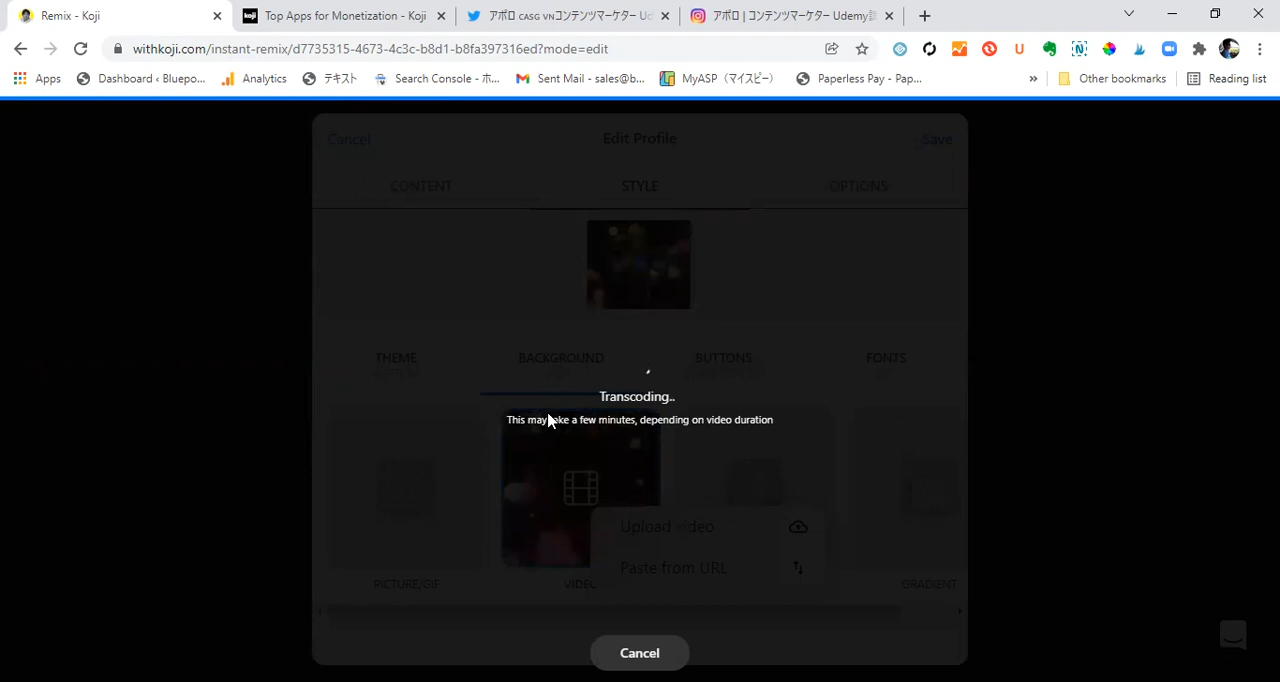 Remix - Koji
koji Top Apps for Monetization - Koji
アポロ CASG VNコンテンツマーケター Ud
アポロ | コンテンツマーケター Udemy講
withkoji.com/instant-remix/d7735315-4673-4c3c-b8d1-b8fa397316ed?mode=edit
Apps
Dashboard ‹ Bluepo...
Analytics
テキスト
Search Console - ホ...
Sent Mail - sales@b...
MyASP（マイスピー）
Paperless Pay - Pap...
»
Other bookmarks
Reading list
Cancel
Edit Profile
Save
CONTENT
STYLE
OPTIONS
THEME
BACKGROUND
BUTTONS
FONTS
Transcoding..
This may take a few minutes, depending on video duration
Upload video
Paste from URL
PICTURE/GIF
VIDEO
GRADIENT
Cancel